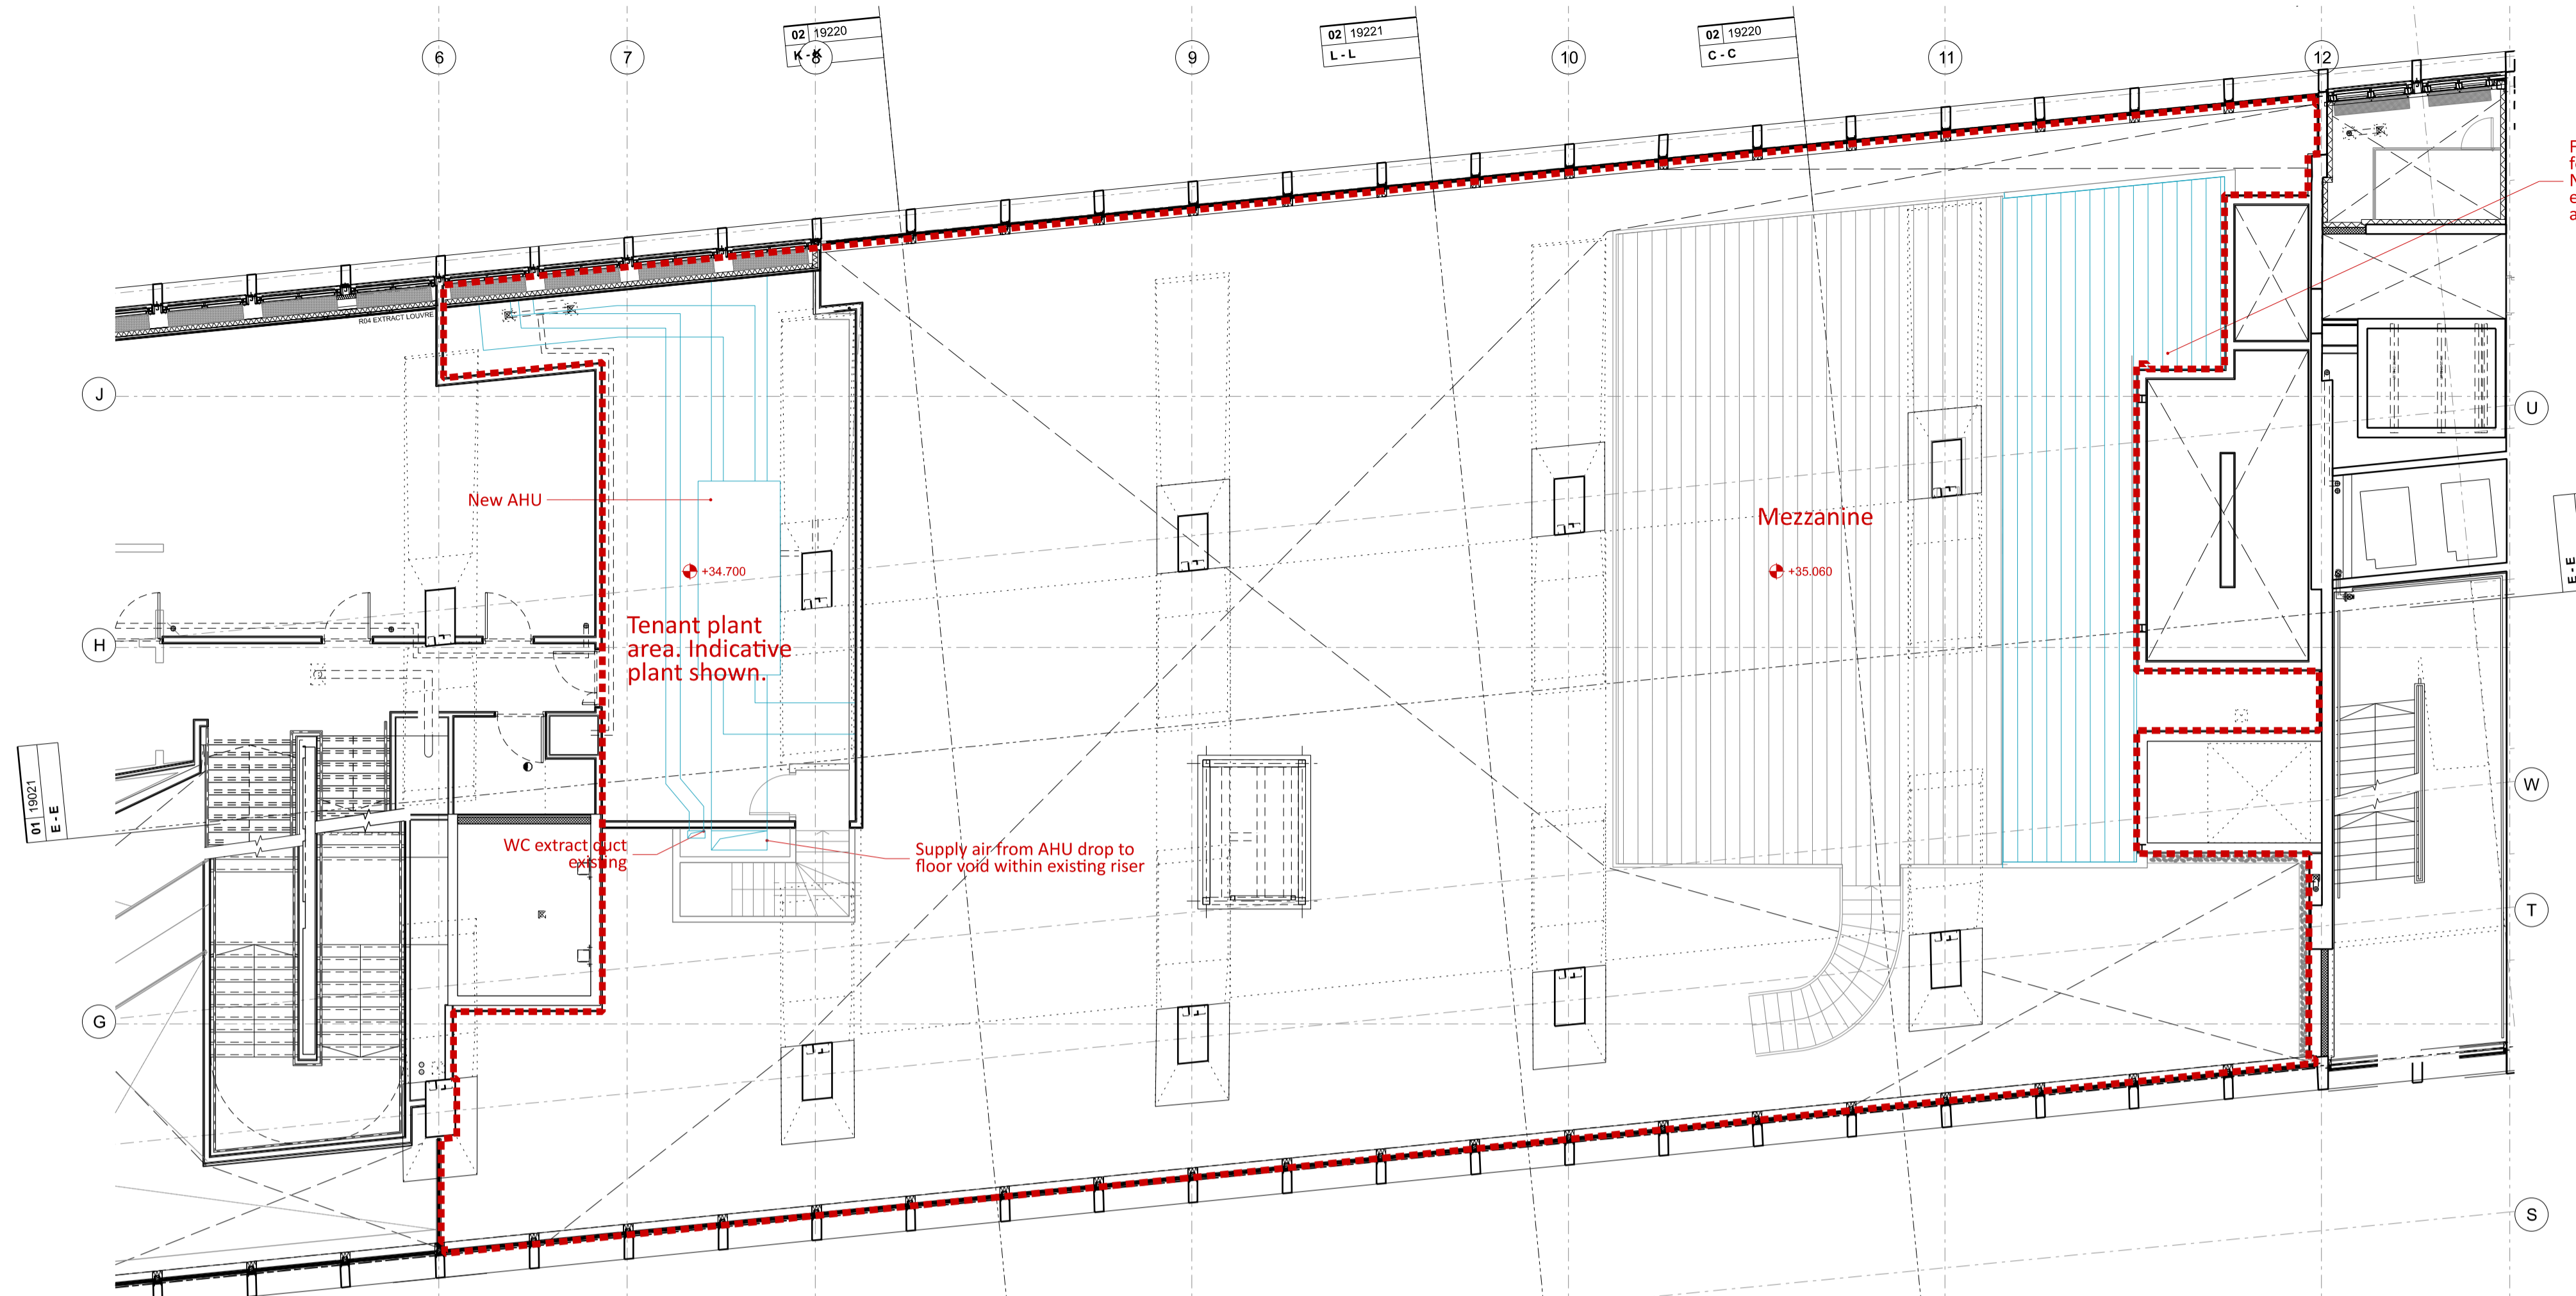 02 19220
K - K
02 19221
L - L
02 19220
C - C
6
7
8
9
10
11
12
R04 EXTRACT LOUVRE
J
U
New AHU
Mezzanine
+34.700
+35.060
E - E
Tenant plant
area. Indicative
plant shown.
H
W
01 19021
E - E
WC extract duct
existing
Supply air from AHU drop to
floor void within existing riser
T
G
S